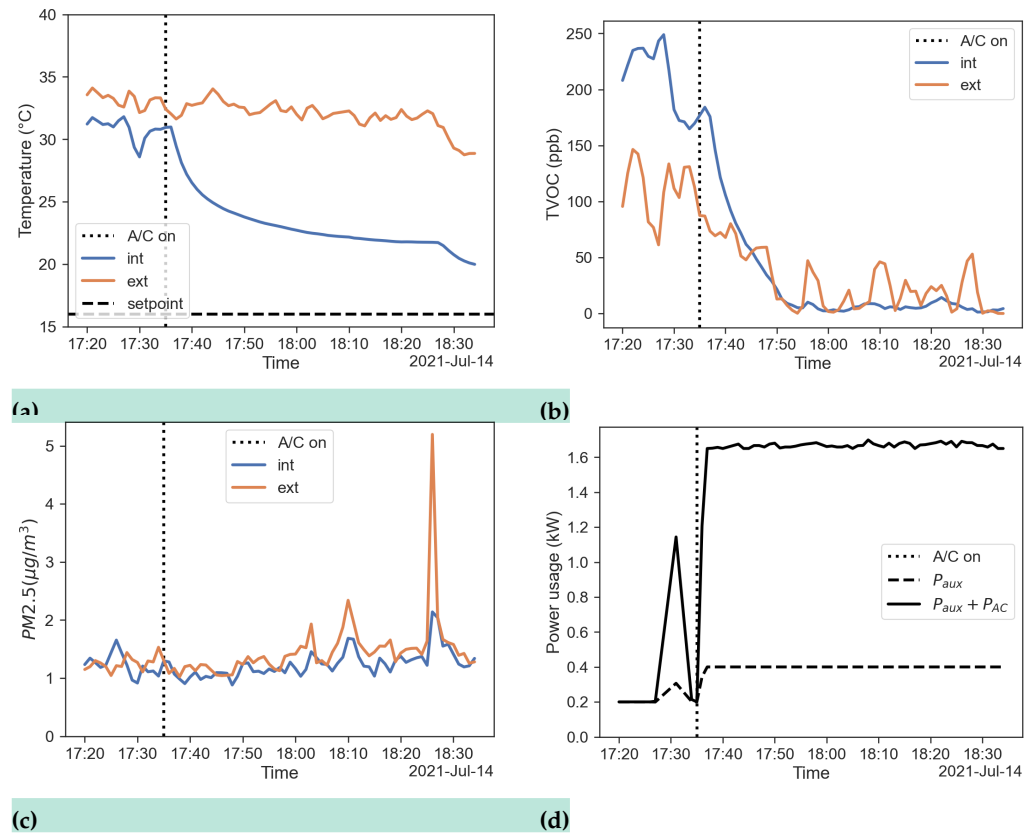 40
35
30
25
20
15
Temperature (°C)
A/C on
int
ext
setpoint
17:20 17:30 17:40 17:50 18:00 18:10 18:20 18:30
Time
2021-Jul-14
(a)
250
200
150
100
50
0
TVOC (ppb)
A/C on
int
ext
17:20 17:30 17:40 17:50 18:00 18:10 18:20 18:30
Time
2021-Jul-14
(b)
5
4
3
2
1
0
PM2.5(μg/m³)
A/C on
int
ext
17:20 17:30 17:40 17:50 18:00 18:10 18:20 18:30
Time
2021-Jul-14
(c)
1.6
1.4
1.2
1.0
0.8
0.6
0.4
0.2
0.0
Power usage (kW)
A/C on
P_aux
P_aux + P_AC
17:20 17:30 17:40 17:50 18:00 18:10 18:20 18:30
Time
2021-Jul-14
(d)